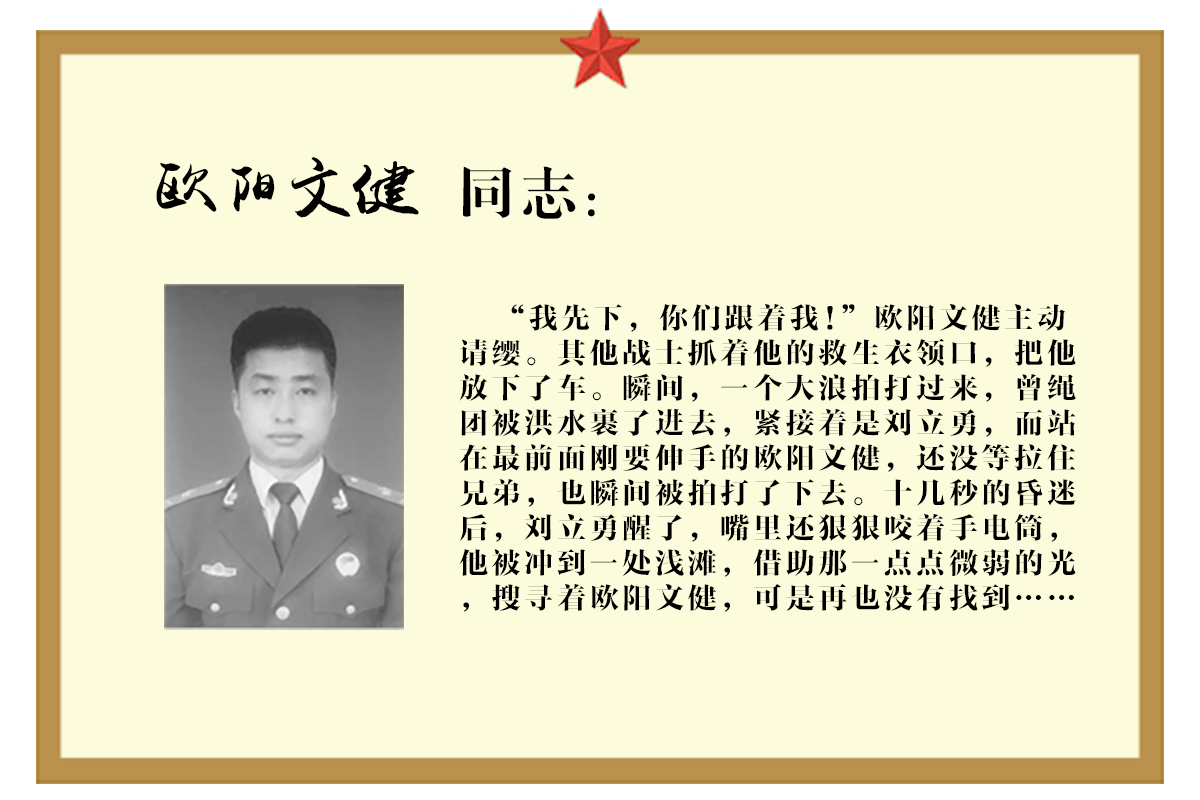 欧阳文健 同志：
“我先下，你们跟着我！”欧阳文健主动
请缨。其他战士抓着他的救生衣领口，把他
放下了车。瞬间，一个大浪拍打过来，曾绳
团被洪水裹了进去，紧接着是刘立勇，而站
在最前面刚要伸手的欧阳文健，还没等拉住
兄弟，也瞬间被拍打了下去。十几秒的昏迷
后，刘立勇醒了，嘴里还狠狠咬着手电筒，
他被冲到一处浅滩，借助那一点点微弱的光
，搜寻着欧阳文健，可是再也没有找到……